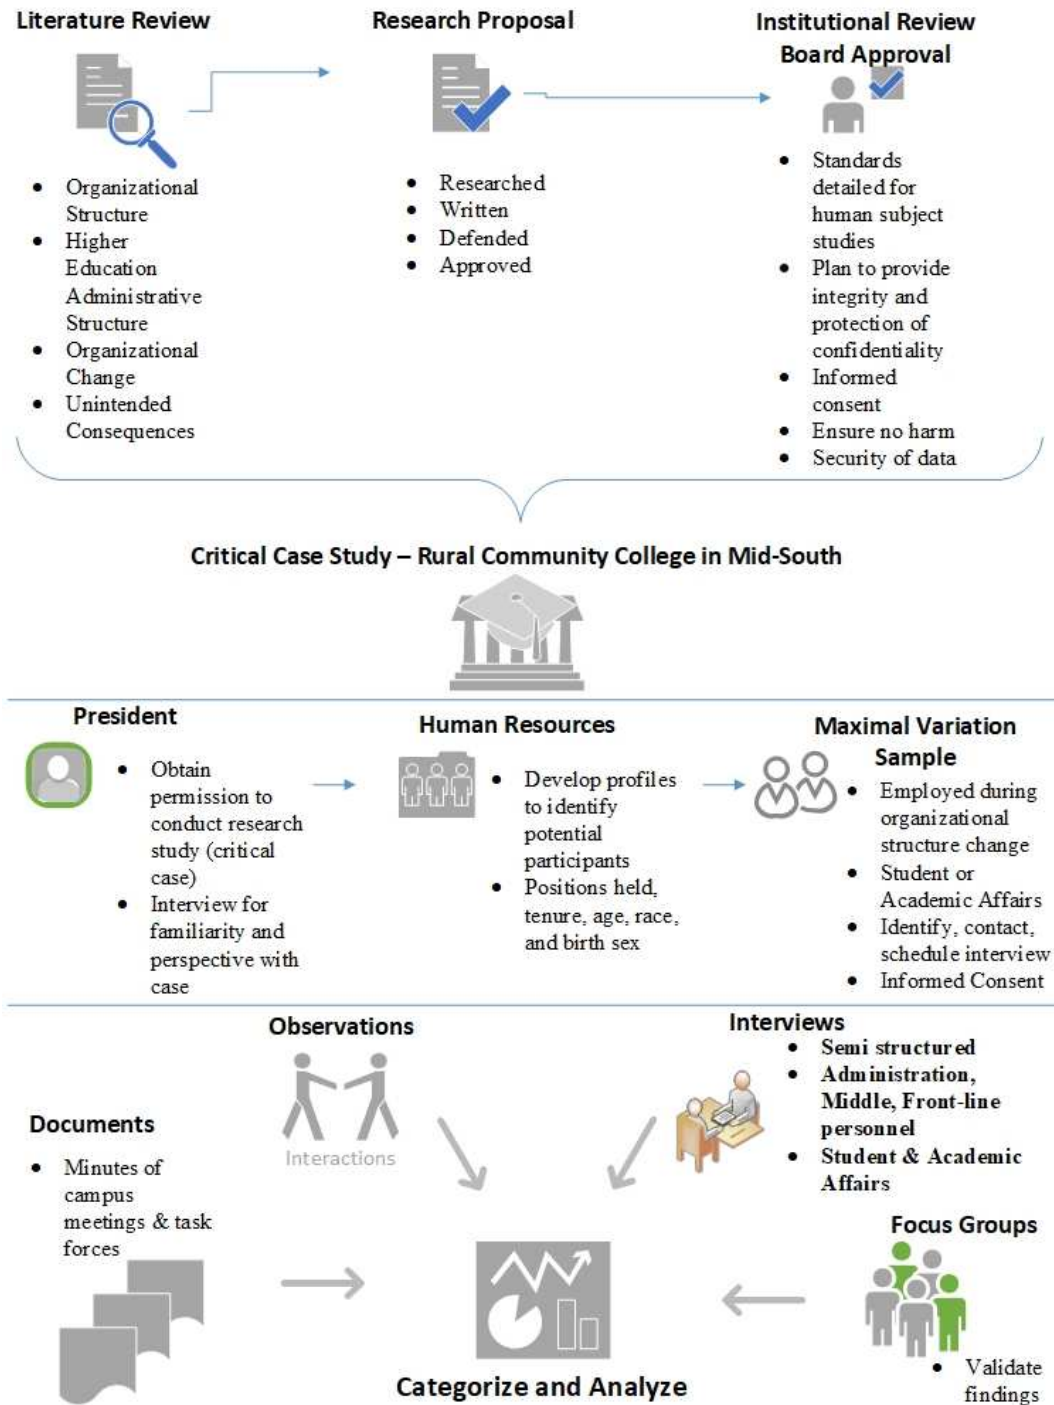 Literature Review
Research Proposal
Institutional Review
Board Approval
• Organizational
Structure
• Higher
Education
Administrative
Structure
• Organizational
Change
• Unintended
Consequences
• Researched
• Written
• Defended
• Approved
• Standards
detailed for
human subject
studies
• Plan to provide
integrity and
protection of
confidentiality
• Informed
consent
• Ensure no harm
• Security of data
Critical Case Study – Rural Community College in Mid-South
President
• Obtain
permission to
conduct research
study (critical
case)
• Interview for
familiarity and
perspective with
case
Human Resources
• Develop profiles
to identify
potential
participants
• Positions held,
tenure, age, race,
and birth sex
Maximal Variation
Sample
• Employed during
organizational
structure change
• Student or
Academic Affairs
• Identify, contact,
schedule interview
• Informed Consent
Observations
Interactions
Interviews
• Semi structured
• Administration,
Middle, Front-line
personnel
• Student & Academic
Affairs
Documents
• Minutes of
campus
meetings & task
forces
Focus Groups
• Validate
findings
Categorize and Analyze